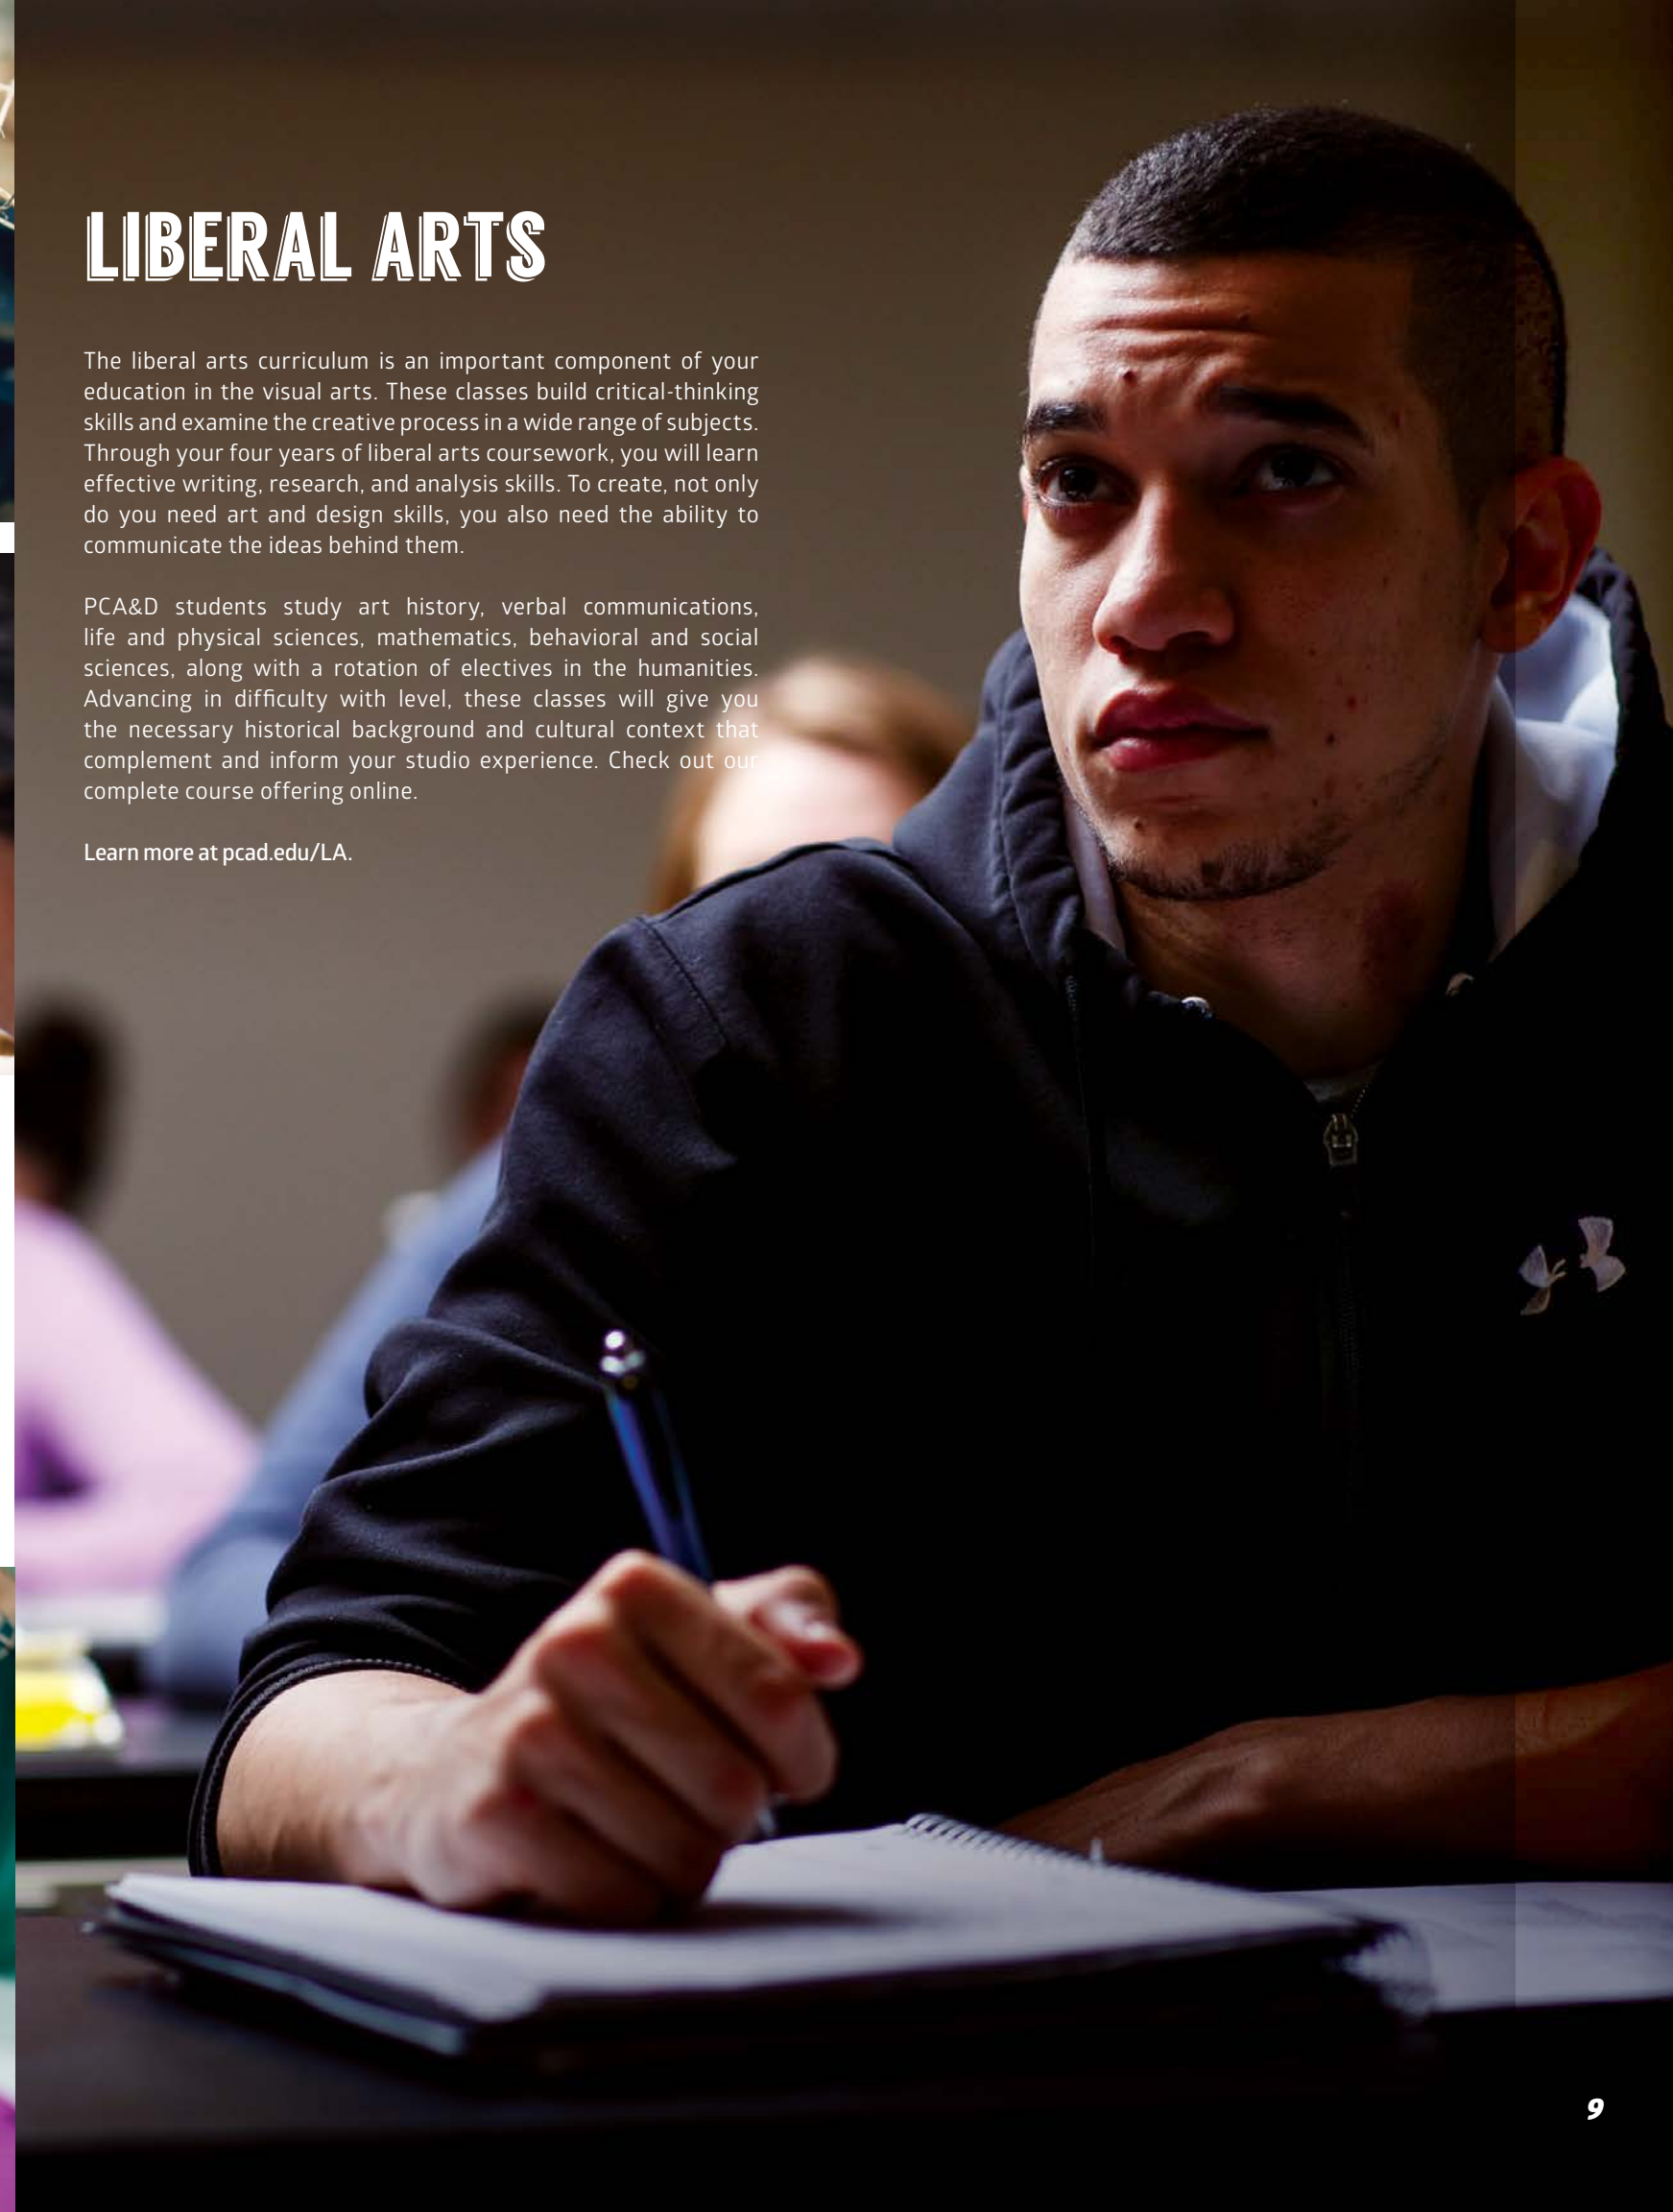 LIBERAL ARTS
The liberal arts curriculum is an important component of your
education in the visual arts. These classes build critical-thinking
skills and examine the creative process in a wide range of subjects.
Through your four years of liberal arts coursework, you will learn
effective writing, research, and analysis skills. To create, not only
do you need art and design skills, you also need the ability to
communicate the ideas behind them.
PCA&D students study art history, verbal communications,
life and physical sciences, mathematics, behavioral and social
sciences, along with a rotation of electives in the humanities.
Advancing in difficulty with level, these classes will give you
the necessary historical background and cultural context that
complement and inform your studio experience. Check out our
complete course offering online.
Learn more at pcad.edu/LA.
9